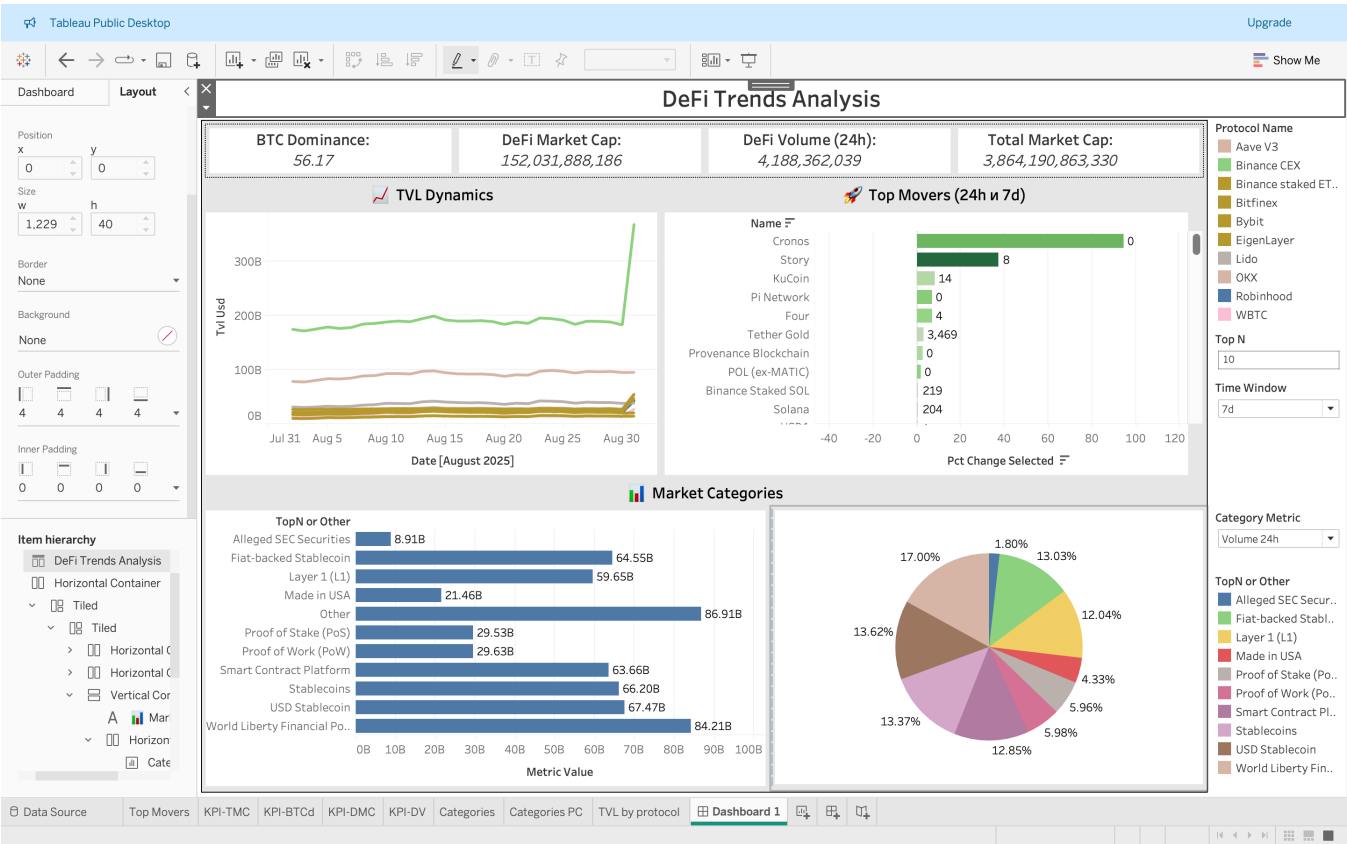 Tableau Public Desktop
Upgrade
Show Me
Dashboard
Layout
Position
x
y
0
0
Size
w
h
1,229
40
Border
None
Background
None
Outer Padding
4
4
4
4
Inner Padding
0
0
0
0
Item hierarchy
DeFi Trends Analysis
Horizontal Container
Tiled
Tiled
Horizontal C
Horizontal C
Vertical Cor
A
Mar
Horizon
Cate
DeFi Trends Analysis
BTC Dominance:
56.17
DeFi Market Cap:
152,031,888,186
DeFi Volume (24h):
4,188,362,039
Total Market Cap:
3,864,190,863,330
TVL Dynamics
Tvl Usd
300B
200B
100B
0B
Jul 31 Aug 5 Aug 10 Aug 15 Aug 20 Aug 25 Aug 30
Date [August 2025]
Top Movers (24h и 7d)
Name
Cronos 0
Story 8
KuCoin 14
Pi Network 0
Four 4
Tether Gold 3,469
Provenance Blockchain 0
POL (ex-MATIC) 0
Binance Staked SOL 219
Solana 204
-40 -20 0 20 40 60 80 100 120
Pct Change Selected
Market Categories
TopN or Other
Alleged SEC Securities 8.91B
Fiat-backed Stablecoin 64.55B
Layer 1 (L1) 59.65B
Made in USA 21.46B
Other 86.91B
Proof of Stake (PoS) 29.53B
Proof of Work (PoW) 29.63B
Smart Contract Platform 63.66B
Stablecoins 66.20B
USD Stablecoin 67.47B
World Liberty Financial Po.. 84.21B
0B 10B 20B 30B 40B 50B 60B 70B 80B 90B 100B
Metric Value
1.80%
13.03%
12.04%
4.33%
5.96%
5.98%
12.85%
13.37%
13.62%
17.00%
Protocol Name
Aave V3
Binance CEX
Binance staked ET..
Bitfinex
Bybit
EigenLayer
Lido
OKX
Robinhood
WBTC
Top N
10
Time Window
7d
Category Metric
Volume 24h
TopN or Other
Alleged SEC Secur..
Fiat-backed Stabl..
Layer 1 (L1)
Made in USA
Proof of Stake (Po..
Proof of Work (Po..
Smart Contract Pl..
Stablecoins
USD Stablecoin
World Liberty Fin..
Data Source
Top Movers
KPI-TMC
KPI-BTCd
KPI-DMC
KPI-DV
Categories
Categories PC
TVL by protocol
Dashboard 1